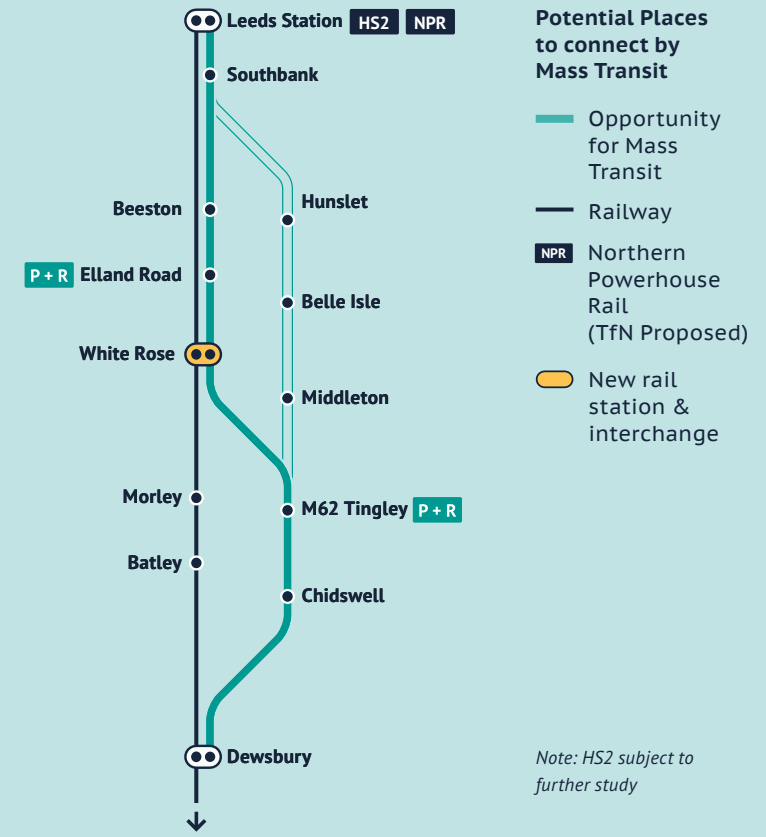 Leeds Station HS2 NPR
Southbank
Hunslet
Beeston
P + R Elland Road
Belle Isle
White Rose
Middleton
Morley
M62 Tingley P + R
Batley
Chidswell
Dewsbury
Potential Places
to connect by
Mass Transit
Opportunity
for Mass
Transit
Railway
NPR Northern
Powerhouse
Rail
(TfN Proposed)
New rail
station &
interchange
Note: HS2 subject to
further study